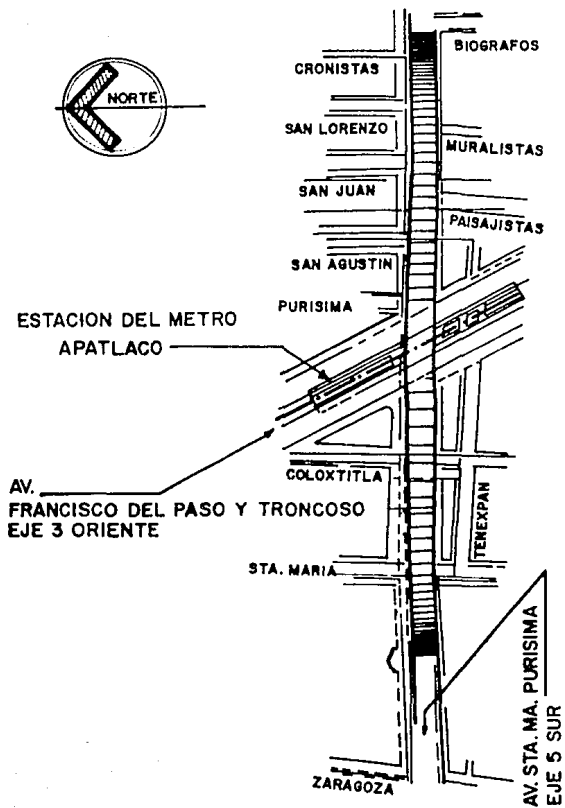 BIOGRAFOS
CRONISTAS
NORTE
SAN LORENZO
MURALISTAS
SAN JUAN
PAISAJISTAS
SAN AGUSTIN
PURISIMA
ESTACION DEL METRO
APATLACO
COLOXTITLA
AV.
FRANCISCO DEL PASO Y TRONCOSO
EJE 3 ORIENTE
TENEXPAN
STA. MARIA
AV. STA. MA. PURISIMA
EJE 5 SUR
ZARAGOZA